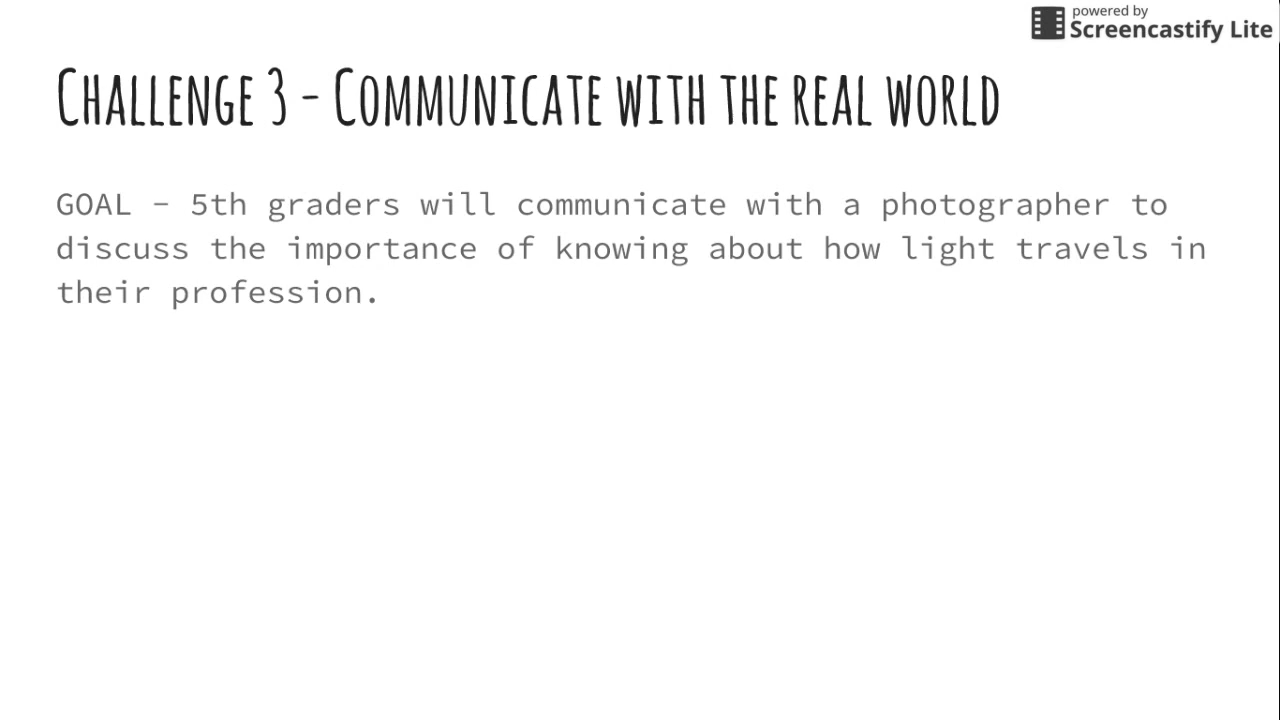 powered by
Screencastify Lite
Challenge 3 - Communicate with the real world
GOAL - 5th graders will communicate with a photographer to
discuss the importance of knowing about how light travels in
their profession.